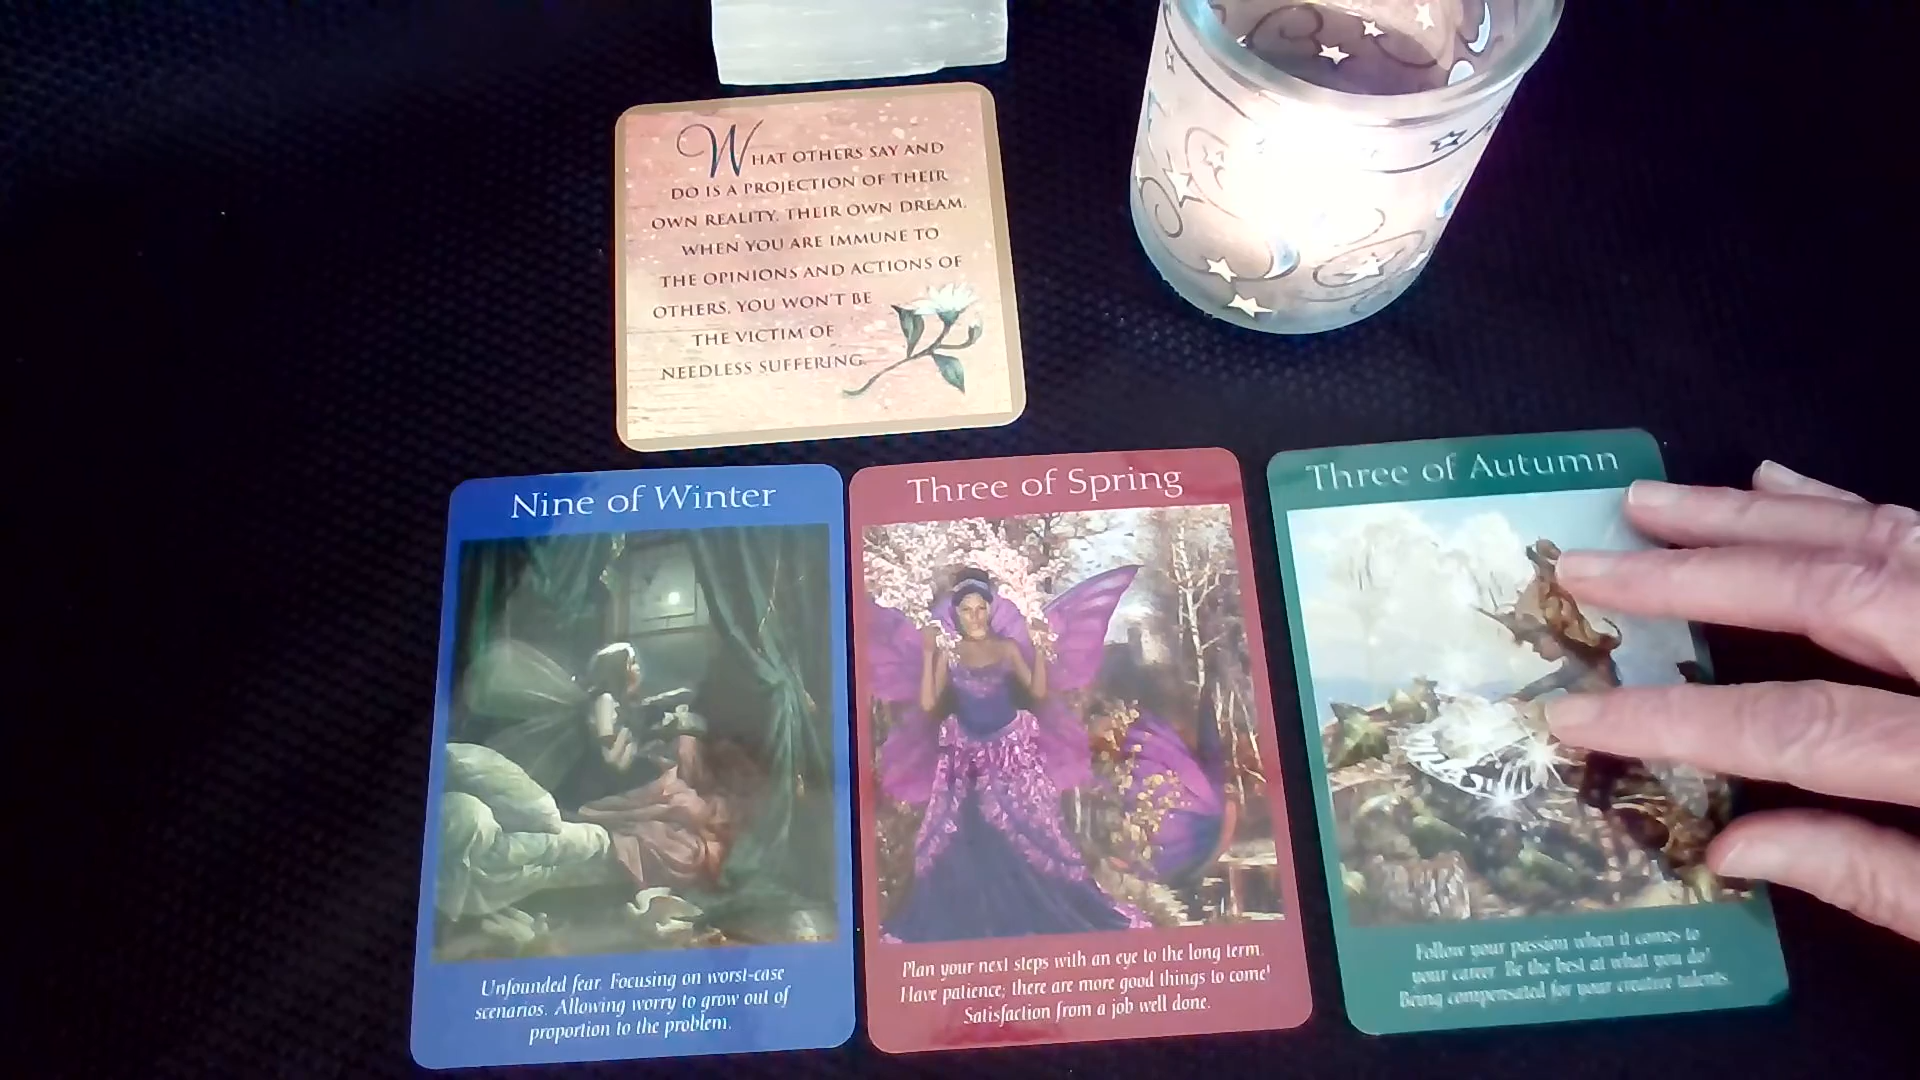 WHAT OTHERS SAY AND
DO IS A PROJECTION OF THEIR
OWN REALITY, THEIR OWN DREAM.
WHEN YOU ARE IMMUNE TO
THE OPINIONS AND ACTIONS OF
OTHERS, YOU WON'T BE
THE VICTIM OF
NEEDLESS SUFFERING.
Nine of Winter
Unfounded fear. Focusing on worst-case
scenarios. Allowing worry to grow out of
proportion to the problem.
Three of Spring
Plan your next steps with an eye to the long term.
Have patience; there are more good things to come!
Satisfaction from a job well done.
Three of Autumn
Follow your passion when it comes to
your career. Be the best at what you do!
Being compensated for your creative talents.